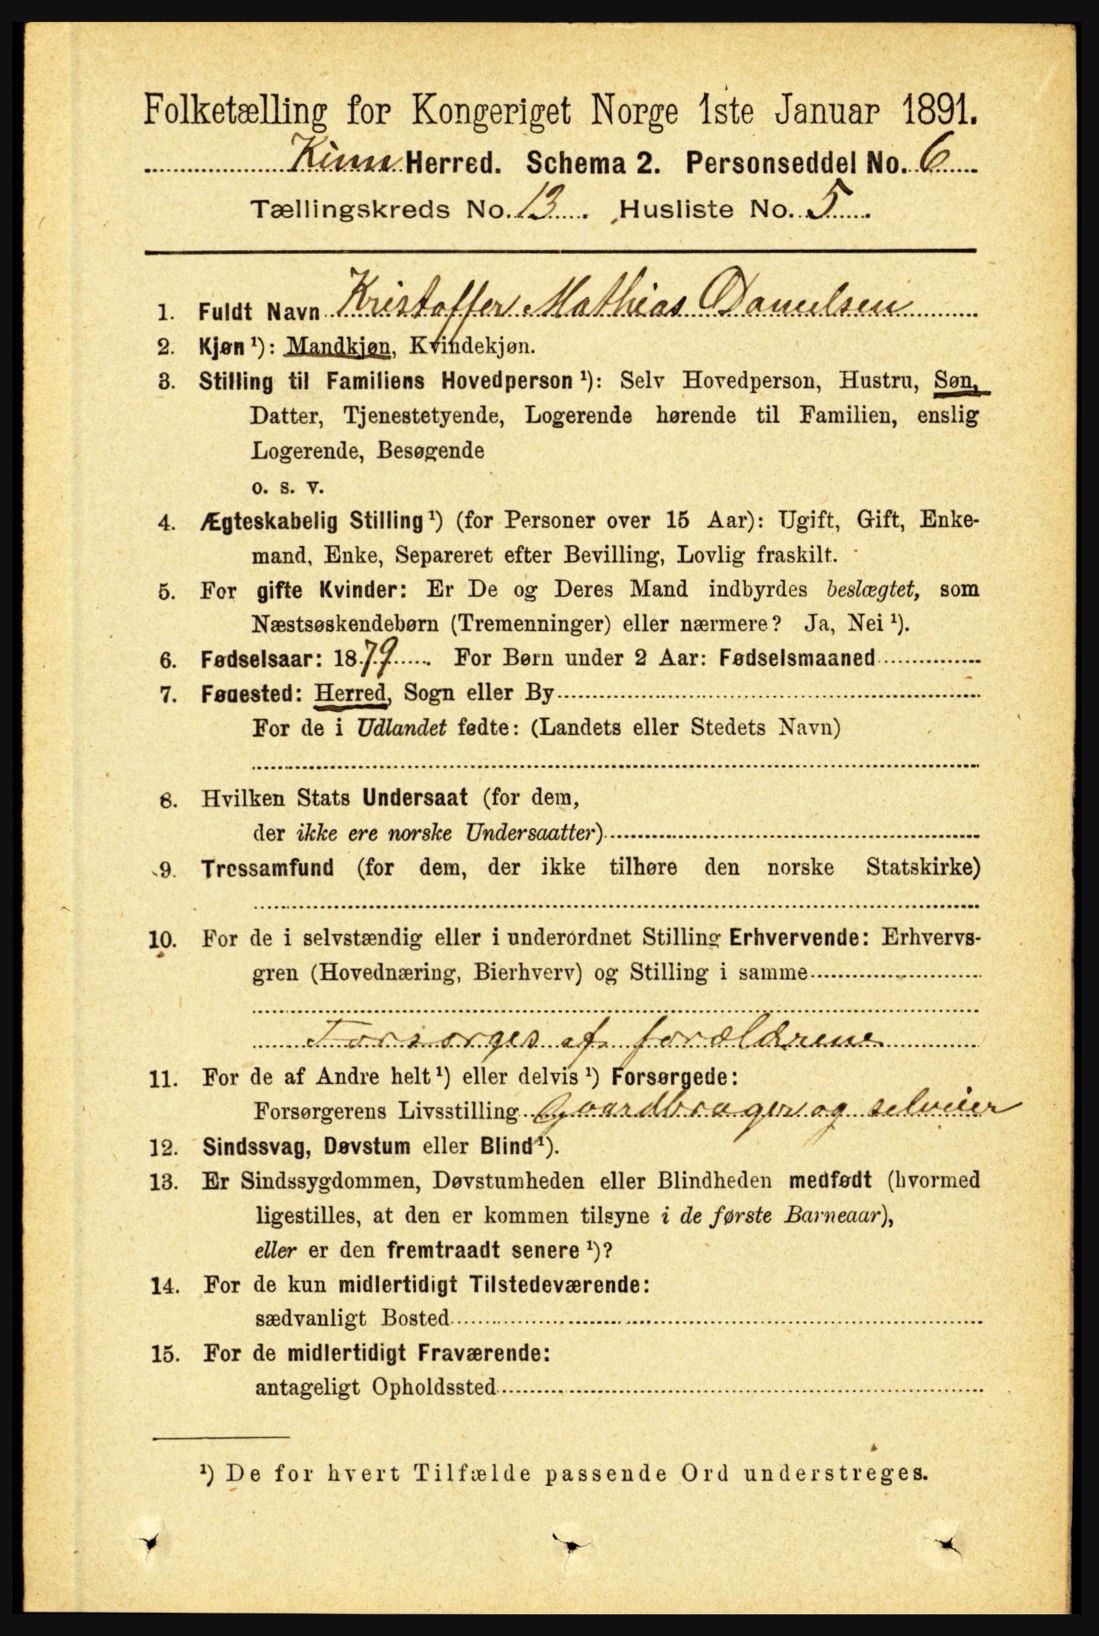 Folketælling for Kongeriget Norge 1ste Januar 1891.
Kinn Herred. Schema 2. Personseddel No. 6
Tællingskreds No. 13. Husliste No. 5.
1. Fuldt Navn Kristoffer Mathias Danielsen
2. Kjøn ¹): Mandkjøn, Kvindekjøn.
3. Stilling til Familiens Hovedperson ¹): Selv Hovedperson, Hustru, Søn,
Datter, Tjenestetyende, Logerende hørende til Familien, enslig
Logerende, Besøgende
o. s. v.
4. Ægteskabelig Stilling ¹) (for Personer over 15 Aar): Ugift, Gift, Enke-
mand, Enke, Separeret efter Bevilling, Lovlig fraskilt.
5. For gifte Kvinder: Er De og Deres Mand indbyrdes beslægtet, som
Næstsøskendebørn (Tremenninger) eller nærmere? Ja, Nei ¹).
6. Fødselsaar: 1879. For Børn under 2 Aar: Fødselsmaaned
7. Fødested: Herred, Sogn eller By
For de i Udlandet fødte: (Landets eller Stedets Navn)
8. Hvilken Stats Undersaat (for dem,
der ikke ere norske Undersaatter)
9. Trossamfund (for dem, der ikke tilhøre den norske Statskirke)
10. For de i selvstændig eller i underordnet Stilling Erhvervende: Erhvervs-
gren (Hovednæring, Bierhverv) og Stilling i samme
Forsørges af forældrene
11. For de af Andre helt ¹) eller delvis ¹) Forsørgede:
Forsørgerens Livsstilling gaardbruger og selveier
12. Sindssvag, Døvstum eller Blind ¹).
13. Er Sindssygdommen, Døvstumheden eller Blindheden medfødt (hvormed
ligestilles, at den er kommen tilsyne i de første Barneaar),
eller er den fremtraadt senere ¹)?
14. For de kun midlertidigt Tilstedeværende:
sædvanligt Bosted
15. For de midlertidigt Fraværende:
antageligt Opholdssted
¹) De for hvert Tilfælde passende Ord understreges.